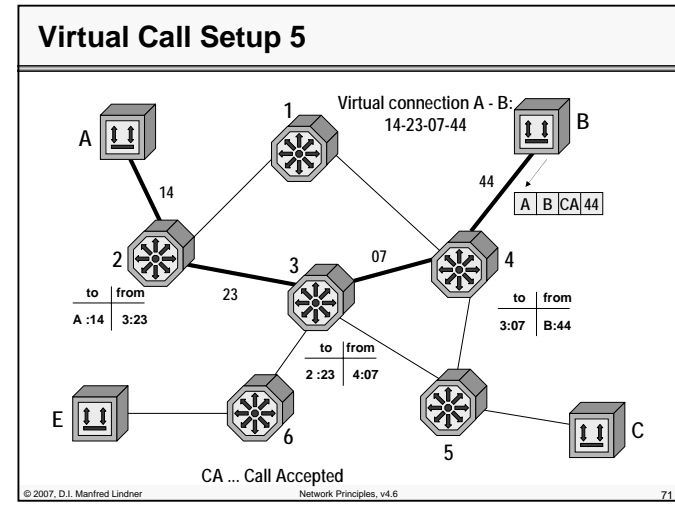 Virtual Call Setup 5
Virtual connection A - B:
14-23-07-44
A
1
B
14
44
A B CA 44
2
3
07
4
23
to from
A :14 3:23
to from
3:07 B:44
to from
2 :23 4:07
E
6
5
C
CA ... Call Accepted
© 2007, D.I. Manfred Lindner
Network Principles, v4.6
71